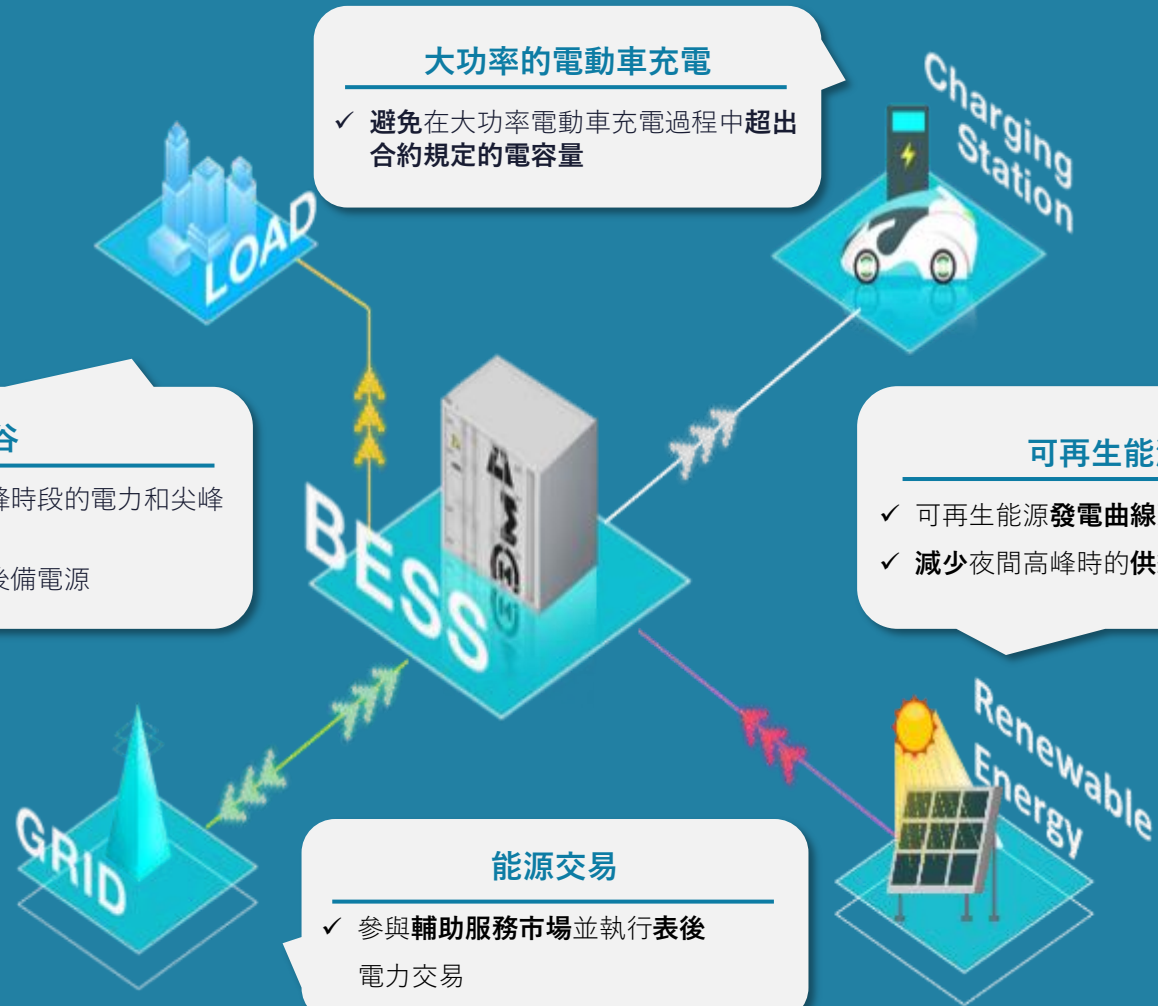 大功率的電動車充電
✓ 避免在大功率電動車充電過程中超出
合約規定的電容量
Charging
Station
LOAD
谷
峰時段的電力和尖峰
後備電源
BESS
可再生能
✓ 可再生能源發電曲線
✓ 減少夜間高峰時的供
Renewable
Energy
GRID
能源交易
✓ 參與輔助服務市場並執行表後
電力交易